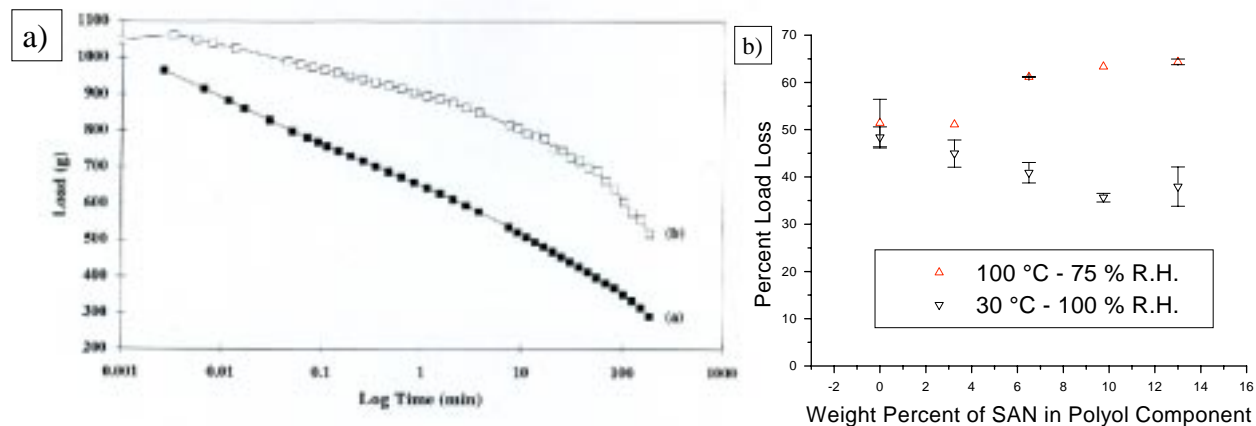 a)
1100
1000
900
800
700
600
500
400
300
200
Load (g)
(b)
(a)
0.001 0.01 0.1 1 10 100 1000
Log Time (min)
b)
70
60
50
40
30
20
10
0
Percent Load Loss
100 °C - 75 % R.H.
30 °C - 100 % R.H.
-2 0 2 4 6 8 10 12 14 16
Weight Percent of SAN in Polyol Component